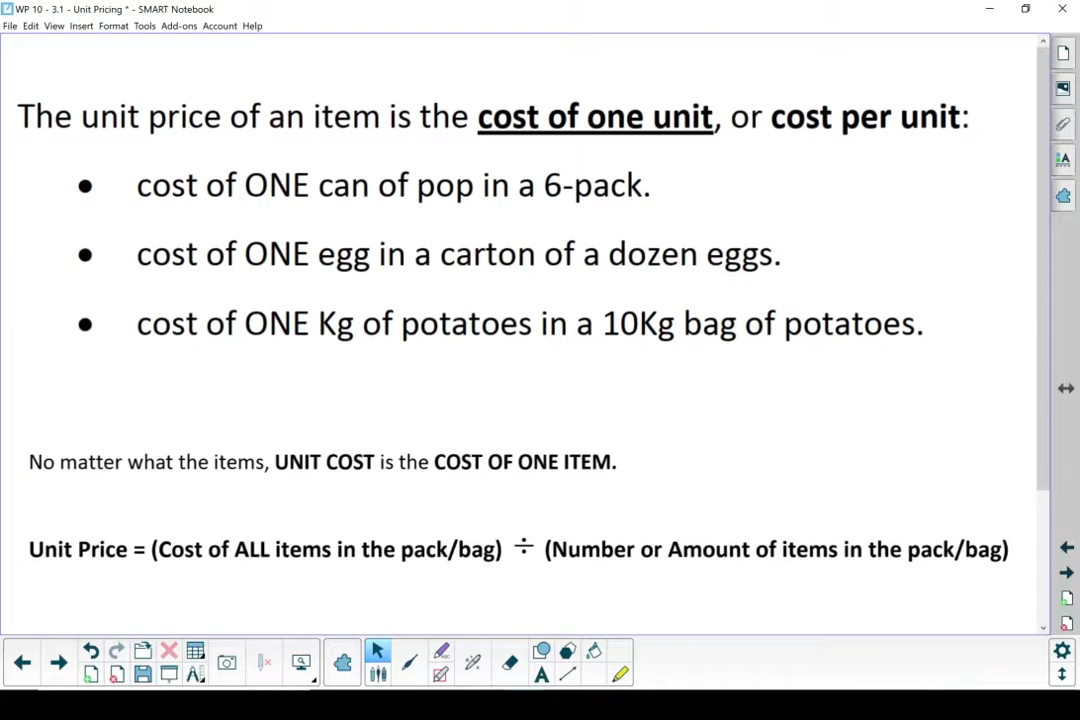 WP 10 - 3.1 - Unit Pricing * - SMART Notebook
File Edit View Insert Format Tools Add-ons Account Help
The unit price of an item is the cost of one unit, or cost per unit:
• cost of ONE can of pop in a 6-pack.
• cost of ONE egg in a carton of a dozen eggs.
• cost of ONE Kg of potatoes in a 10Kg bag of potatoes.
No matter what the items, UNIT COST is the COST OF ONE ITEM.
Unit Price = (Cost of ALL items in the pack/bag) ÷ (Number or Amount of items in the pack/bag)